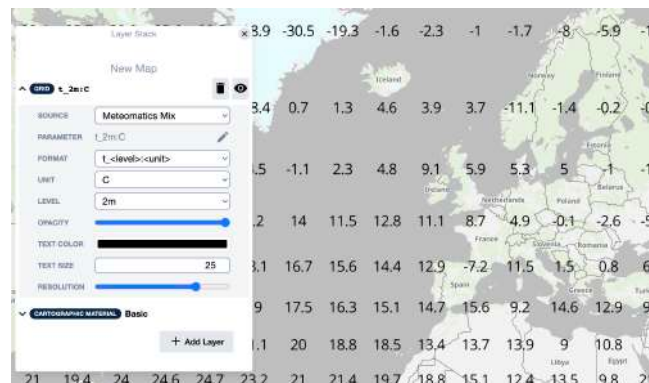 Layer Stack
×
New Map
GRID t_2m:C
SOURCE Meteomatics Mix
PARAMETER t_2m:C
FORMAT t_<level>:<unit>
UNIT C
LEVEL 2m
OPACITY
TEXT COLOR
TEXT SIZE 25
RESOLUTION
CARTOGRAPHIC MATERIAL Basic
+ Add Layer
8.9 -30.5 -19.3 -1.6 -2.3 -1 -1.7 -8 -5.9
Iceland Norway Finland
0.7 1.3 4.6 3.9 3.7 -11.1 -1.4 -0.2
Estonia
-1.1 2.3 4.8 9.1 5.9 5.3 5 -1
Ireland Netherlands Poland Belarus
14 11.5 12.8 11.1 8.7 4.9 -0.1 -2.6
France Slovenia Romania
16.7 15.6 14.4 12.9 -7.2 11.5 1.5 0.8
Spain Greece
17.5 16.3 15.1 14.7 15.6 9.2 14.6 12.9
20 18.8 18.5 13.4 13.7 13.9 9 10.8
Libya Egypt
21 19.4 24 24.6 24.7 23.2 21 21.4 19.7 18.8 15.1 12.4 13.5 9.8